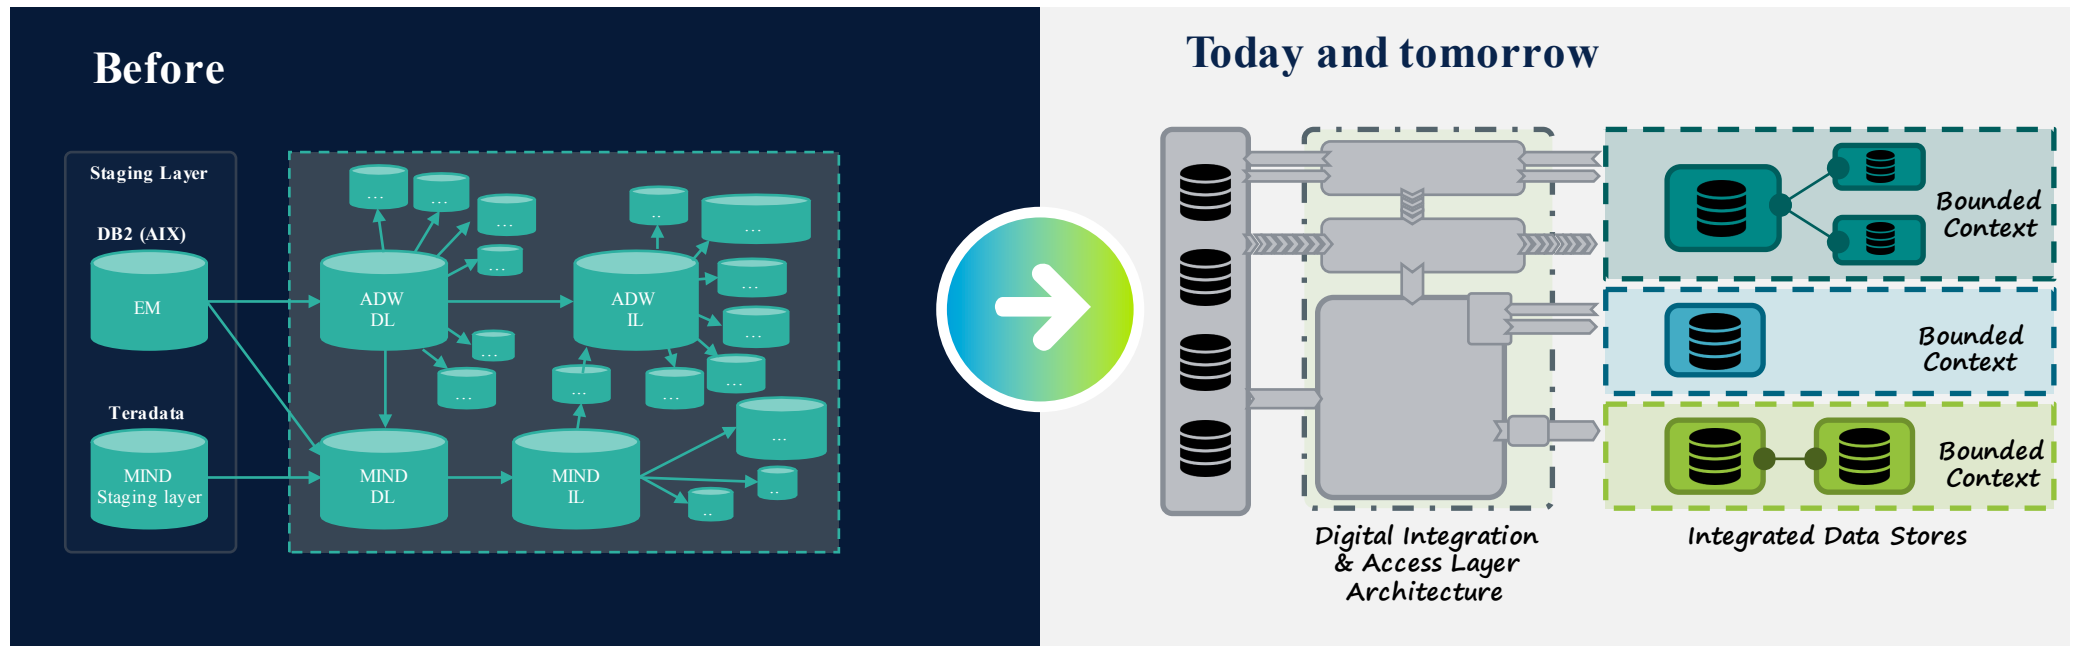 Before
Staging Layer
DB2 (AIX)
EM
Teradata
MIND
Staging layer
...
...
...
...
ADW
DL
...
...
MIND
DL
..
...
...
...
ADW
IL
...
...
...
MIND
IL
...
..
..
Today and tomorrow
Digital Integration
& Access Layer
Architecture
Bounded
Context
Bounded
Context
Bounded
Context
Integrated Data Stores